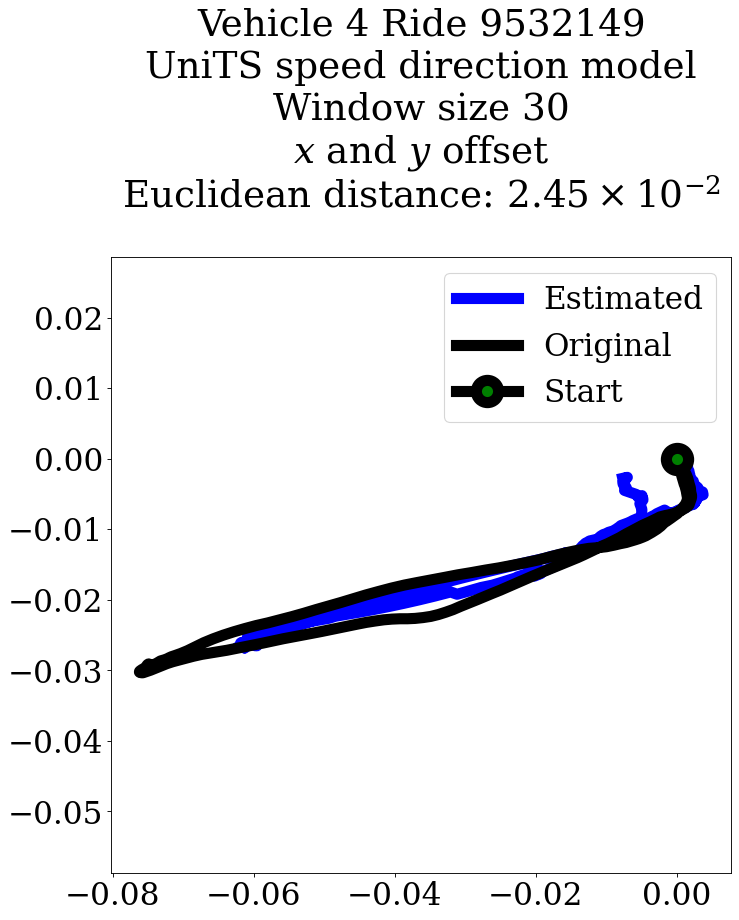 Vehicle 4 Ride 9532149
UniTS speed direction model
Window size 30
x and y offset
Euclidean distance: 2.45 × 10⁻²
Estimated
Original
Start
0.02
0.01
0.00
−0.01
−0.02
−0.03
−0.04
−0.05
−0.08 −0.06 −0.04 −0.02 0.00